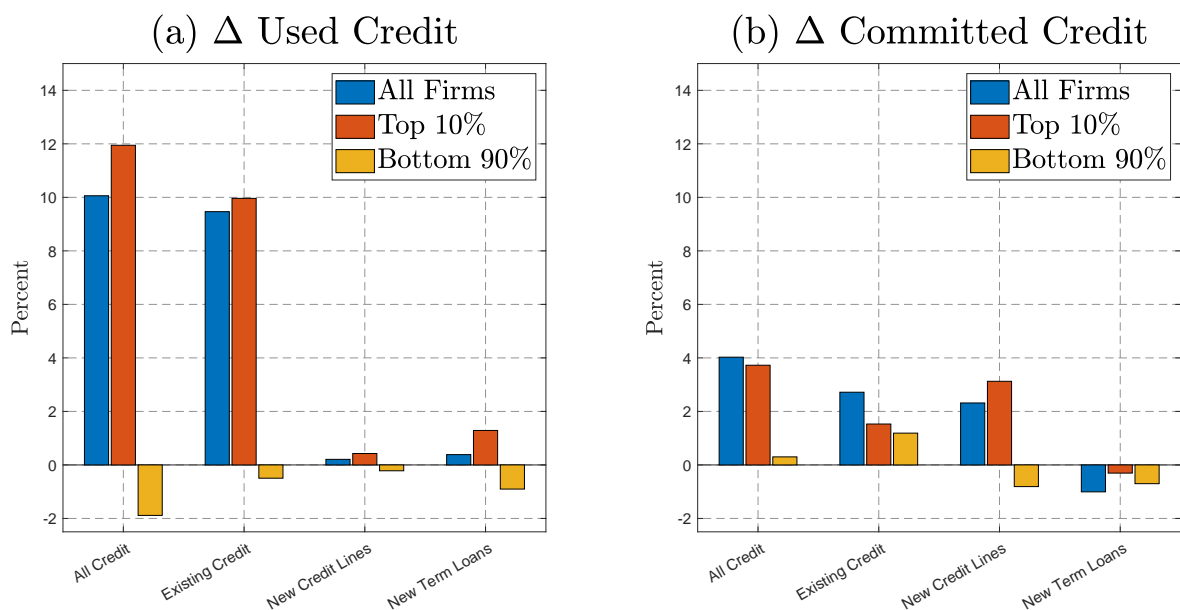 (a) Δ Used Credit
14
12
10
8
6
4
2
0
-2
Percent
All Firms
Top 10%
Bottom 90%
All Credit
Existing Credit
New Credit Lines
New Term Loans
(b) Δ Committed Credit
14
12
10
8
6
4
2
0
-2
Percent
All Firms
Top 10%
Bottom 90%
All Credit
Existing Credit
New Credit Lines
New Term Loans